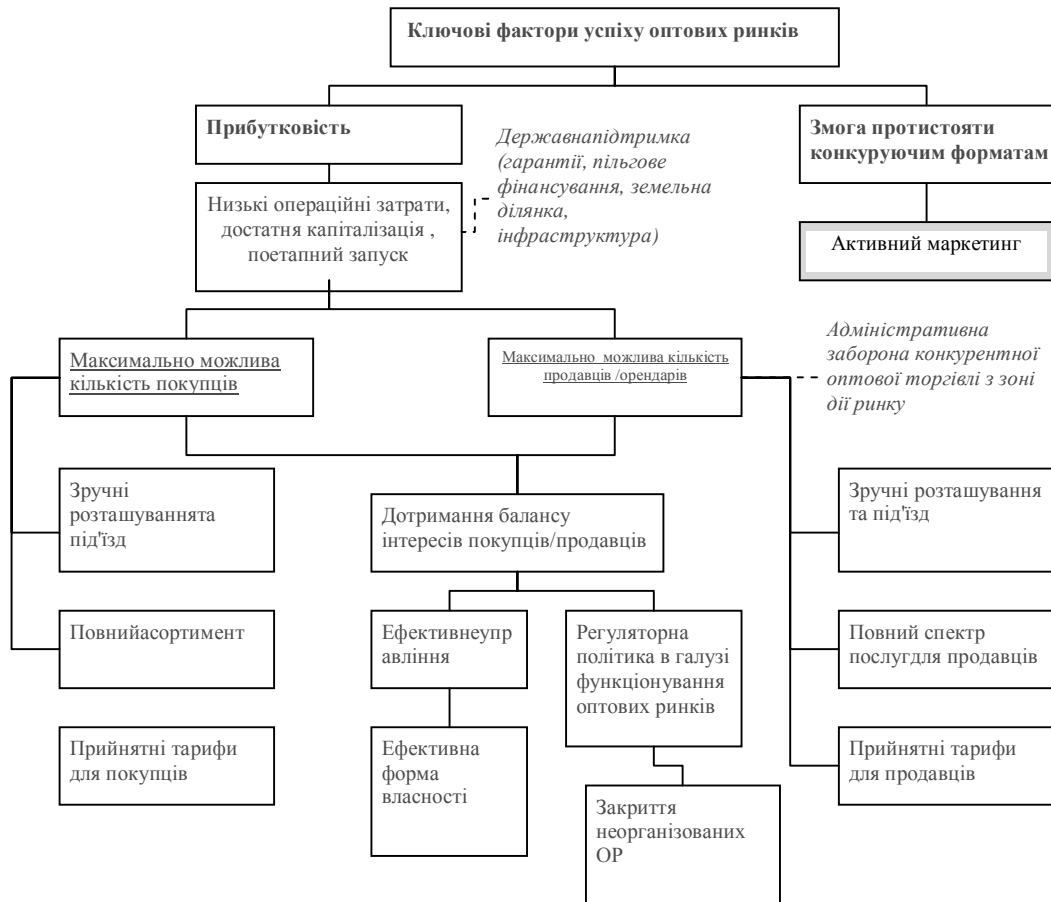 Ключові фактори успіху оптових ринків
Прибутковість
Державнапідтримка
(гарантії, пільгове
фінансування, земельна
ділянка,
інфраструктура)
Змога протистояти
конкуруючим форматам
Низькі операційні затрати,
достатня капіталізація ,
поетапний запуск
Активний маркетинг
Максимально можлива
кількість покупців
Максимально можлива кількість
продавців /орендарів
Адміністративна
заборона конкурентної
оптової торгівлі з зоні
дії ринку
Зручні
розташуваннята
під'їзд
Дотримання балансу
інтересів покупців/продавців
Зручні розташування
та під'їзд
Повнийасортимент
Ефективнеупр
авління
Регуляторна
політика в галузі
функціонування
оптових ринків
Повний спектр
послугдля продавців
Прийнятні тарифи
для покупців
Ефективна
форма
власності
Прийнятні тарифи
для продавців
Закриття
неорганізованих
ОР